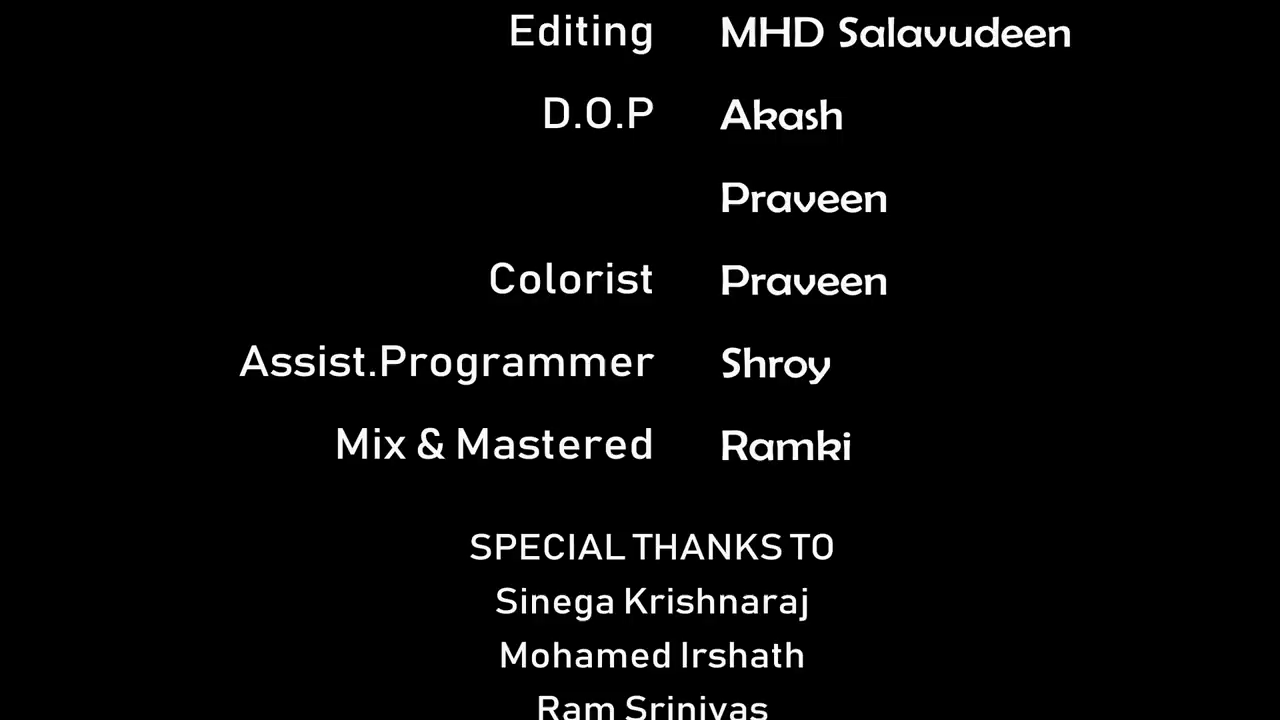 Editing MHD Salavudeen
D.O.P Akash
Praveen
Colorist Praveen
Assist.Programmer Shroy
Mix & Mastered Ramki
SPECIAL THANKS TO
Sinega Krishnaraj
Mohamed Irshath
Ram Srinivas